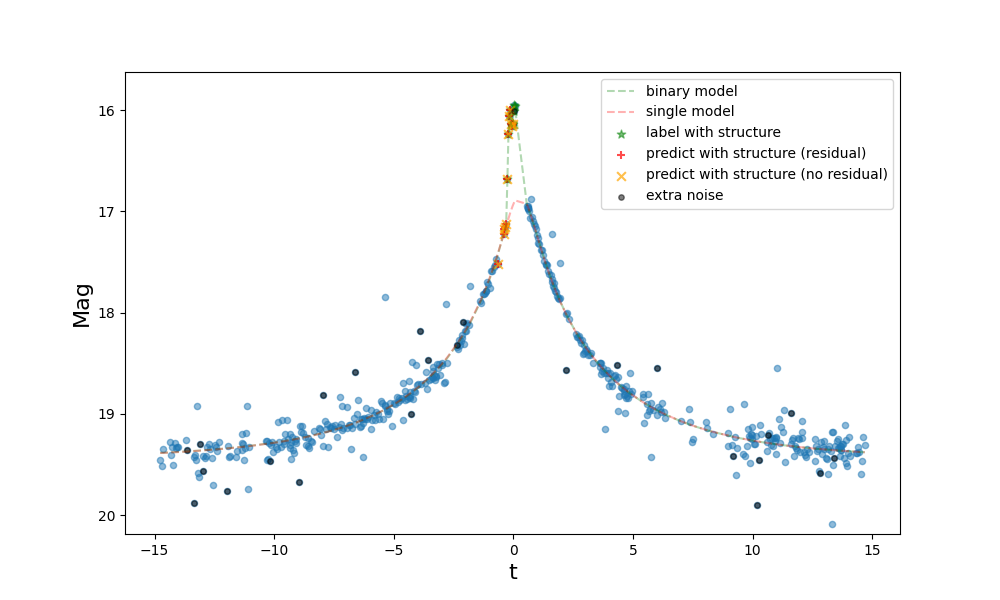 binary model
single model
label with structure
predict with structure (residual)
predict with structure (no residual)
extra noise
Mag
16
17
18
19
20
−15
−10
−5
0
5
10
15
t